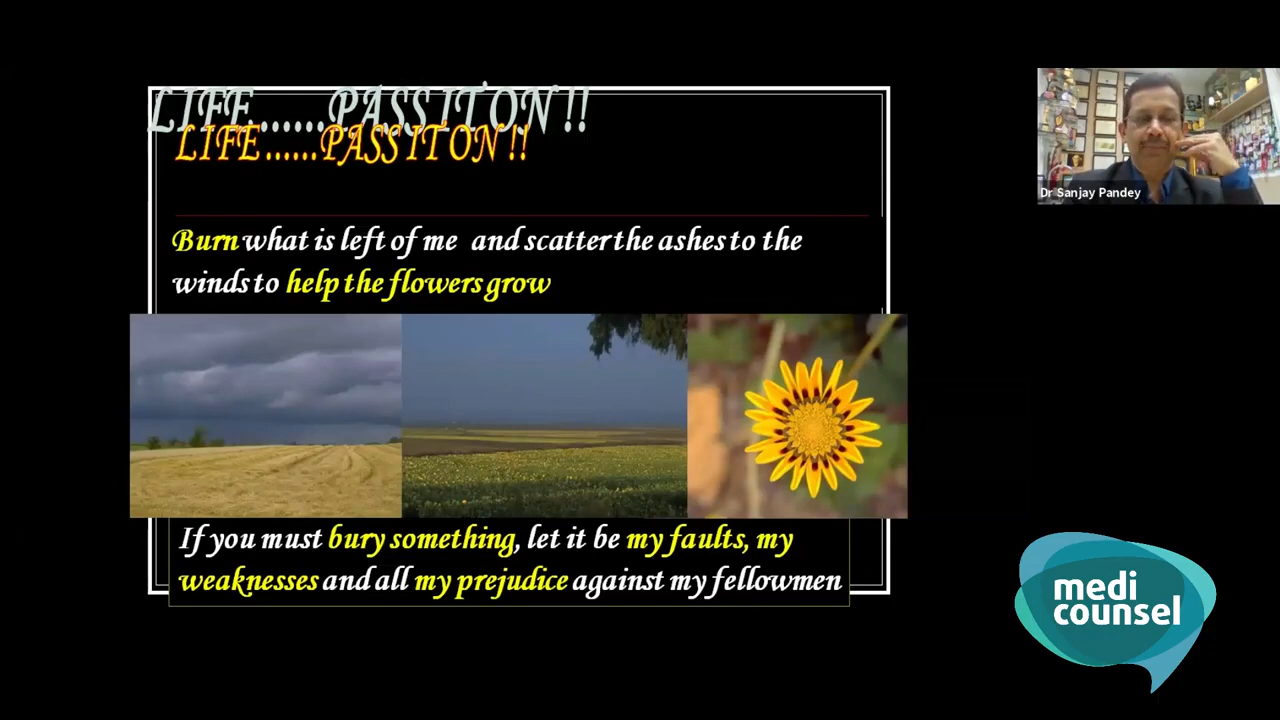 LIFE......PASS IT ON !!
LIFE......PASS IT ON !!
Burn what is left of me and scatter the ashes to the
winds to help the flowers grow
If you must bury something, let it be my faults, my
weaknesses and all my prejudice against my fellowmen
Dr Sanjay Pandey
medi
counsel